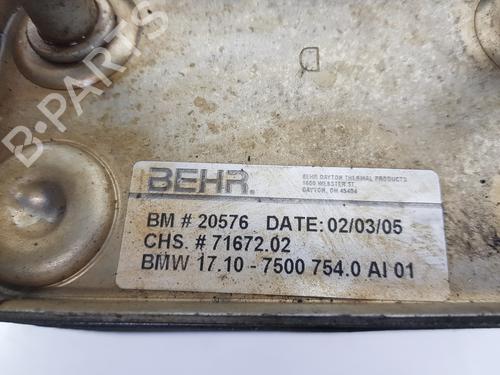 B-PARTS
D
BEHR.
BEHR DAYTON THERMAL PRODUCTS
1600 WEBSTER ST.
DAYTON, OH 45404
BM # 20576 DATE: 02/03/05
CHS. # 71672.02
BMW 17.10 - 7500 754.0 AI 01